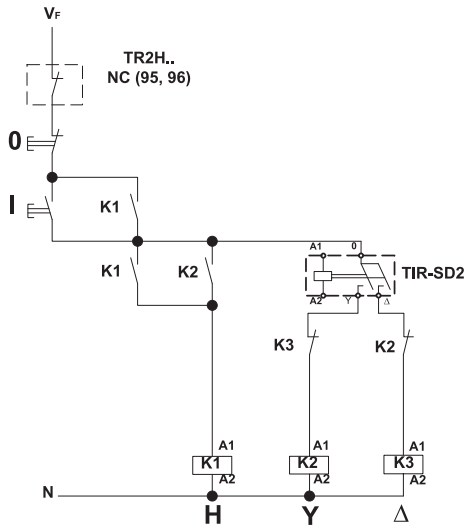 VF
TR2H..
NC (95, 96)
0
I
K1
K1
K2
A1
0
TIR-SD2
A2
Y
Δ
K3
K2
A1
A1
A1
K1
K2
K3
A2
A2
A2
N
H
Y
Δ